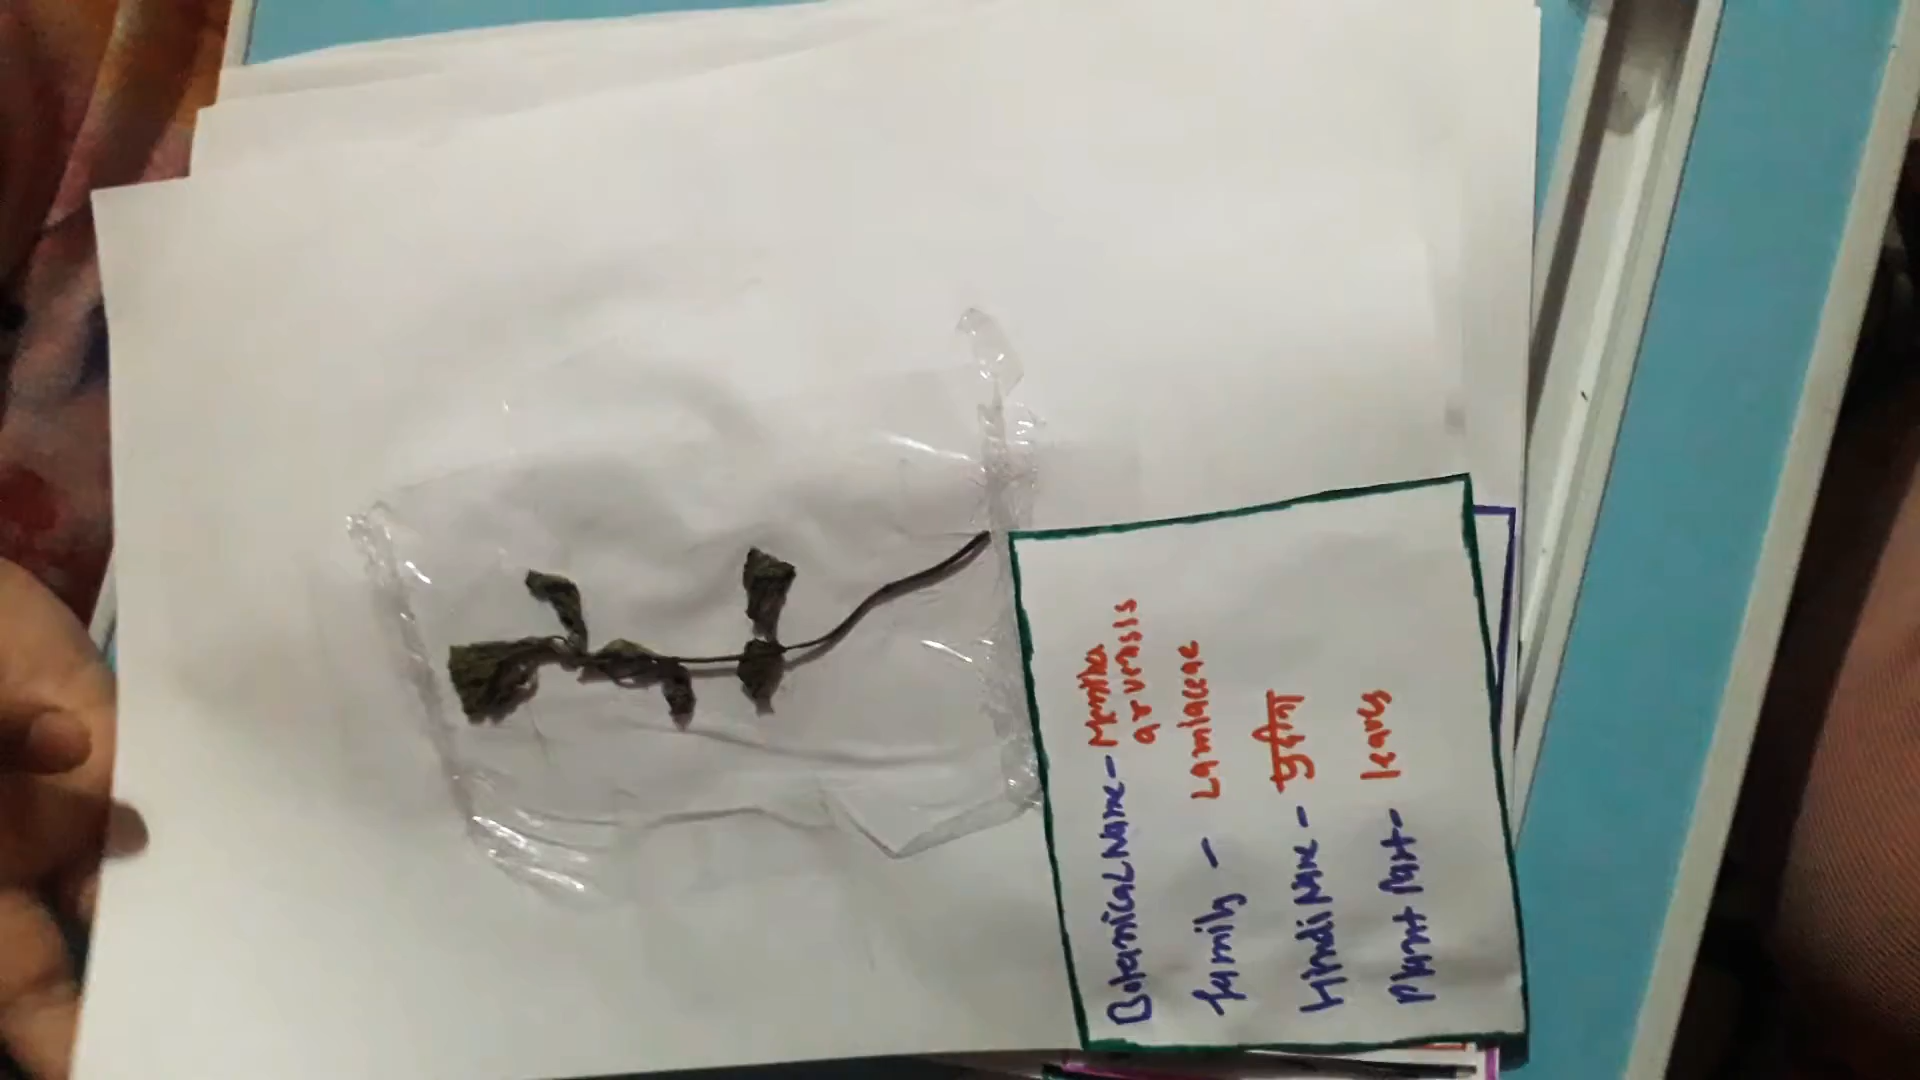 Botanical Name - Mentha
arvensis
family - Lamiaceae
Hindi Name - पुदीना
Plant Part - leaves